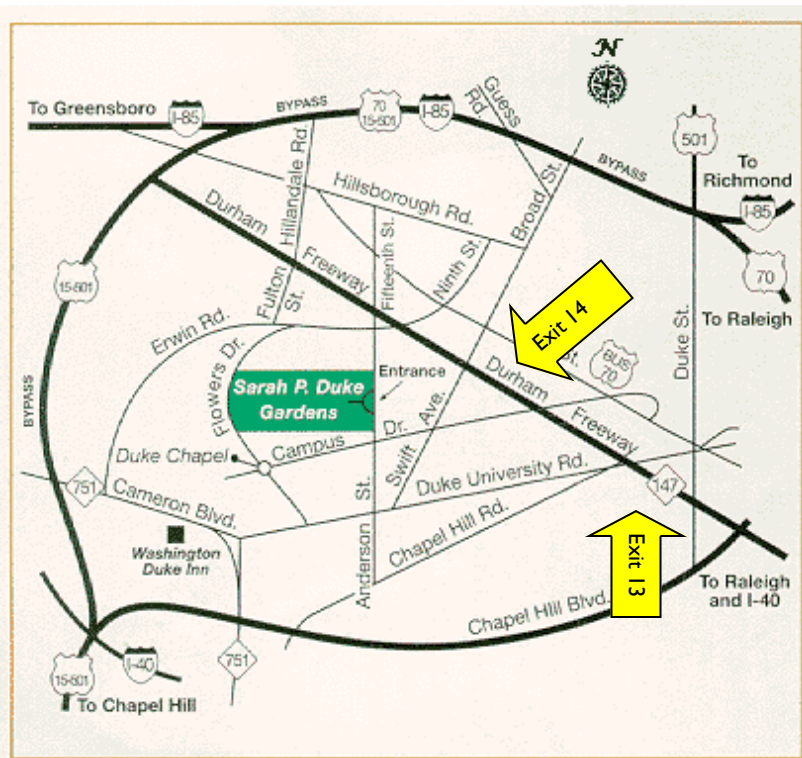 N
To Greensboro
I-85
BYPASS
70
15-501
I-85
Guess
Rd.
BYPASS
501
To
Richmond
I-85
70
To Raleigh
Hillandale Rd.
Hillsborough Rd.
Broad St.
Durham
Freeway
Fifteenth St.
Ninth St.
Fulton
St.
15-501
Erwin Rd.
Exit 14
St.
BUS
70
Duke St.
Flowers Dr.
Sarah P. Duke
Gardens
Entrance
Durham
Freeway
BYPASS
Campus
Dr.
Swift
Ave.
Duke Chapel
751
Cameron Blvd.
Duke University Rd.
147
Washington
Duke Inn
Anderson St.
Chapel Hill Rd.
Exit 13
To Raleigh
and I-40
Chapel Hill Blvd.
I-40
751
15-501
To Chapel Hill